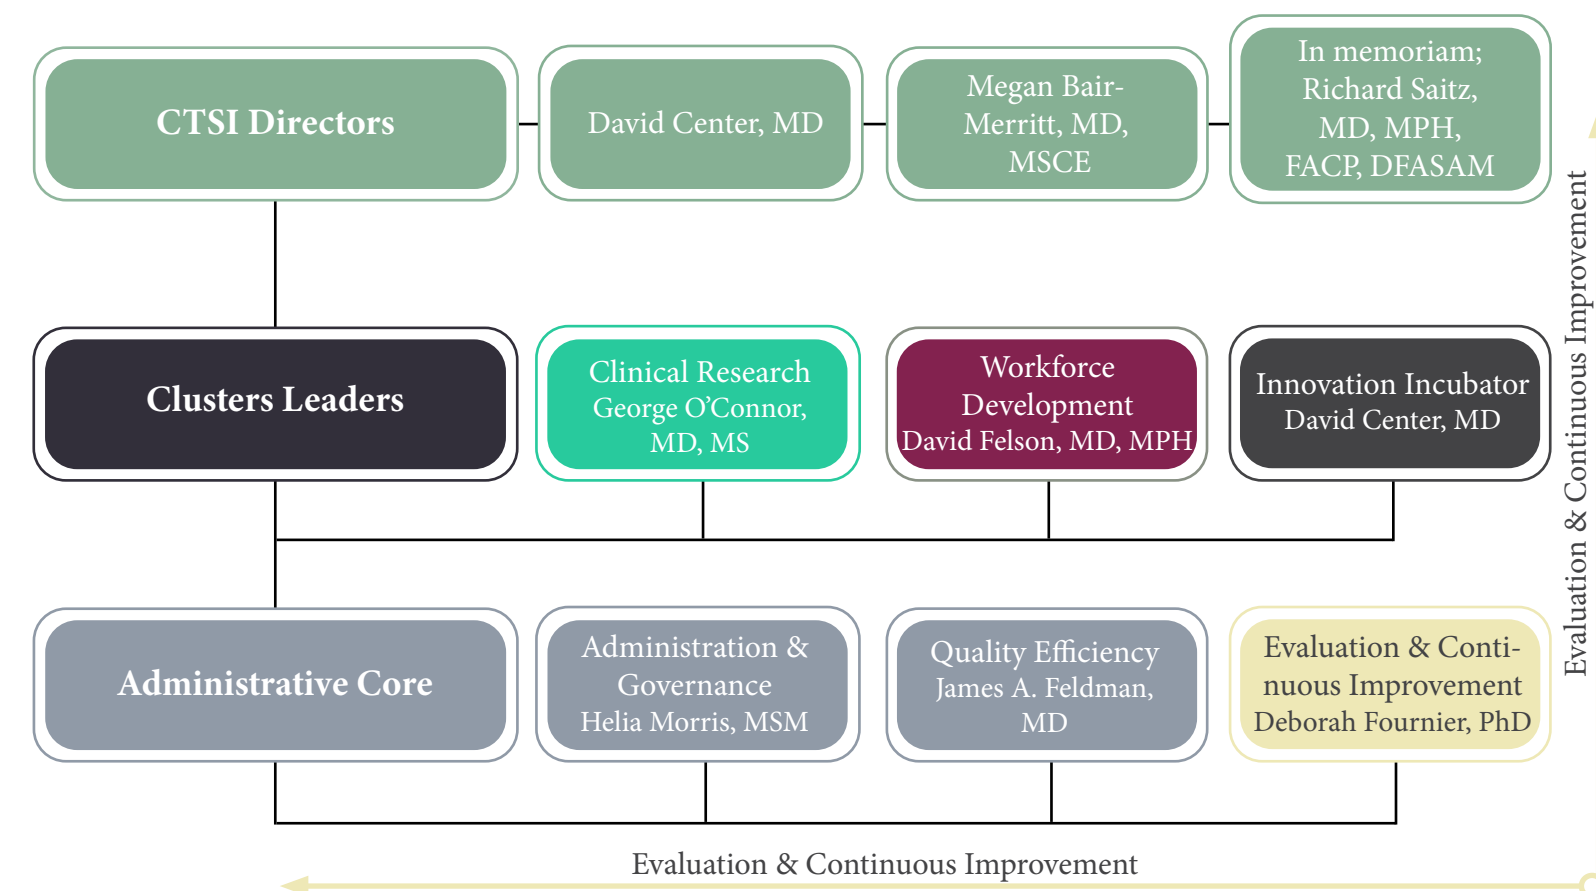 CTSI Directors
David Center, MD
Megan Bair-
Merritt, MD,
MSCE
In memoriam;
Richard Saitz,
MD, MPH,
FACP, DFASAM
Clusters Leaders
Clinical Research
George O’Connor,
MD, MS
Workforce
Development
David Felson, MD, MPH
Innovation Incubator
David Center, MD
Administrative Core
Administration &
Governance
Helia Morris, MSM
Quality Efficiency
James A. Feldman,
MD
Evaluation & Conti-
nuous Improvement
Deborah Fournier, PhD
Evaluation & Continuous Improvement
Evaluation & Continuous Improvement